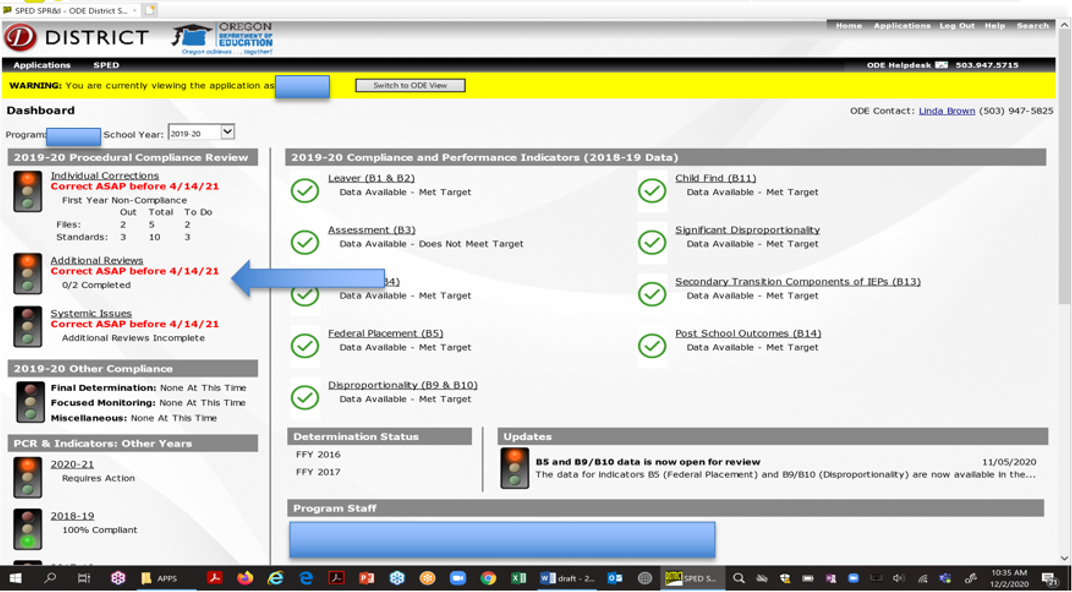 SPED SPR&I - ODE District S...
DISTRICT
OREGON
DEPARTMENT OF
EDUCATION
Oregon achieves . . . together!
Home Applications Log Out Help Search
Applications SPED
ODE Helpdesk 503.947.5715
WARNING: You are currently viewing the application as
Switch to ODE View
Dashboard
ODE Contact: Linda Brown (503) 947-5825
Program: School Year: 2019-20
2019-20 Procedural Compliance Review
Individual Corrections
Correct ASAP before 4/14/21
First Year Non-Compliance
Out Total To Do
Files: 2 5 2
Standards: 3 10 3
Additional Reviews
Correct ASAP before 4/14/21
0/2 Completed
Systemic Issues
Correct ASAP before 4/14/21
Additional Reviews Incomplete
2019-20 Other Compliance
Final Determination: None At This Time
Focused Monitoring: None At This Time
Miscellaneous: None At This Time
PCR & Indicators: Other Years
2020-21
Requires Action
2018-19
100% Compliant
2019-20 Compliance and Performance Indicators (2018-19 Data)
Leaver (B1 & B2)
Data Available - Met Target
Child Find (B11)
Data Available - Met Target
Assessment (B3)
Data Available - Does Not Meet Target
Significant Disproportionality
Data Available - Met Target
34)
Data Available - Met Target
Secondary Transition Components of IEPs (B13)
Data Available - Met Target
Federal Placement (B5)
Data Available - Met Target
Post School Outcomes (B14)
Data Available - Met Target
Disproportionality (B9 & B10)
Data Available - Met Target
Determination Status
FFY 2016
FFY 2017
Updates
B5 and B9/B10 data is now open for review 11/05/2020
The data for indicators B5 (Federal Placement) and B9/B10 (Disproportionality) are now available in the...
Program Staff
APPS
draft - 2...
SPED S...
10:35 AM
12/2/2020
21